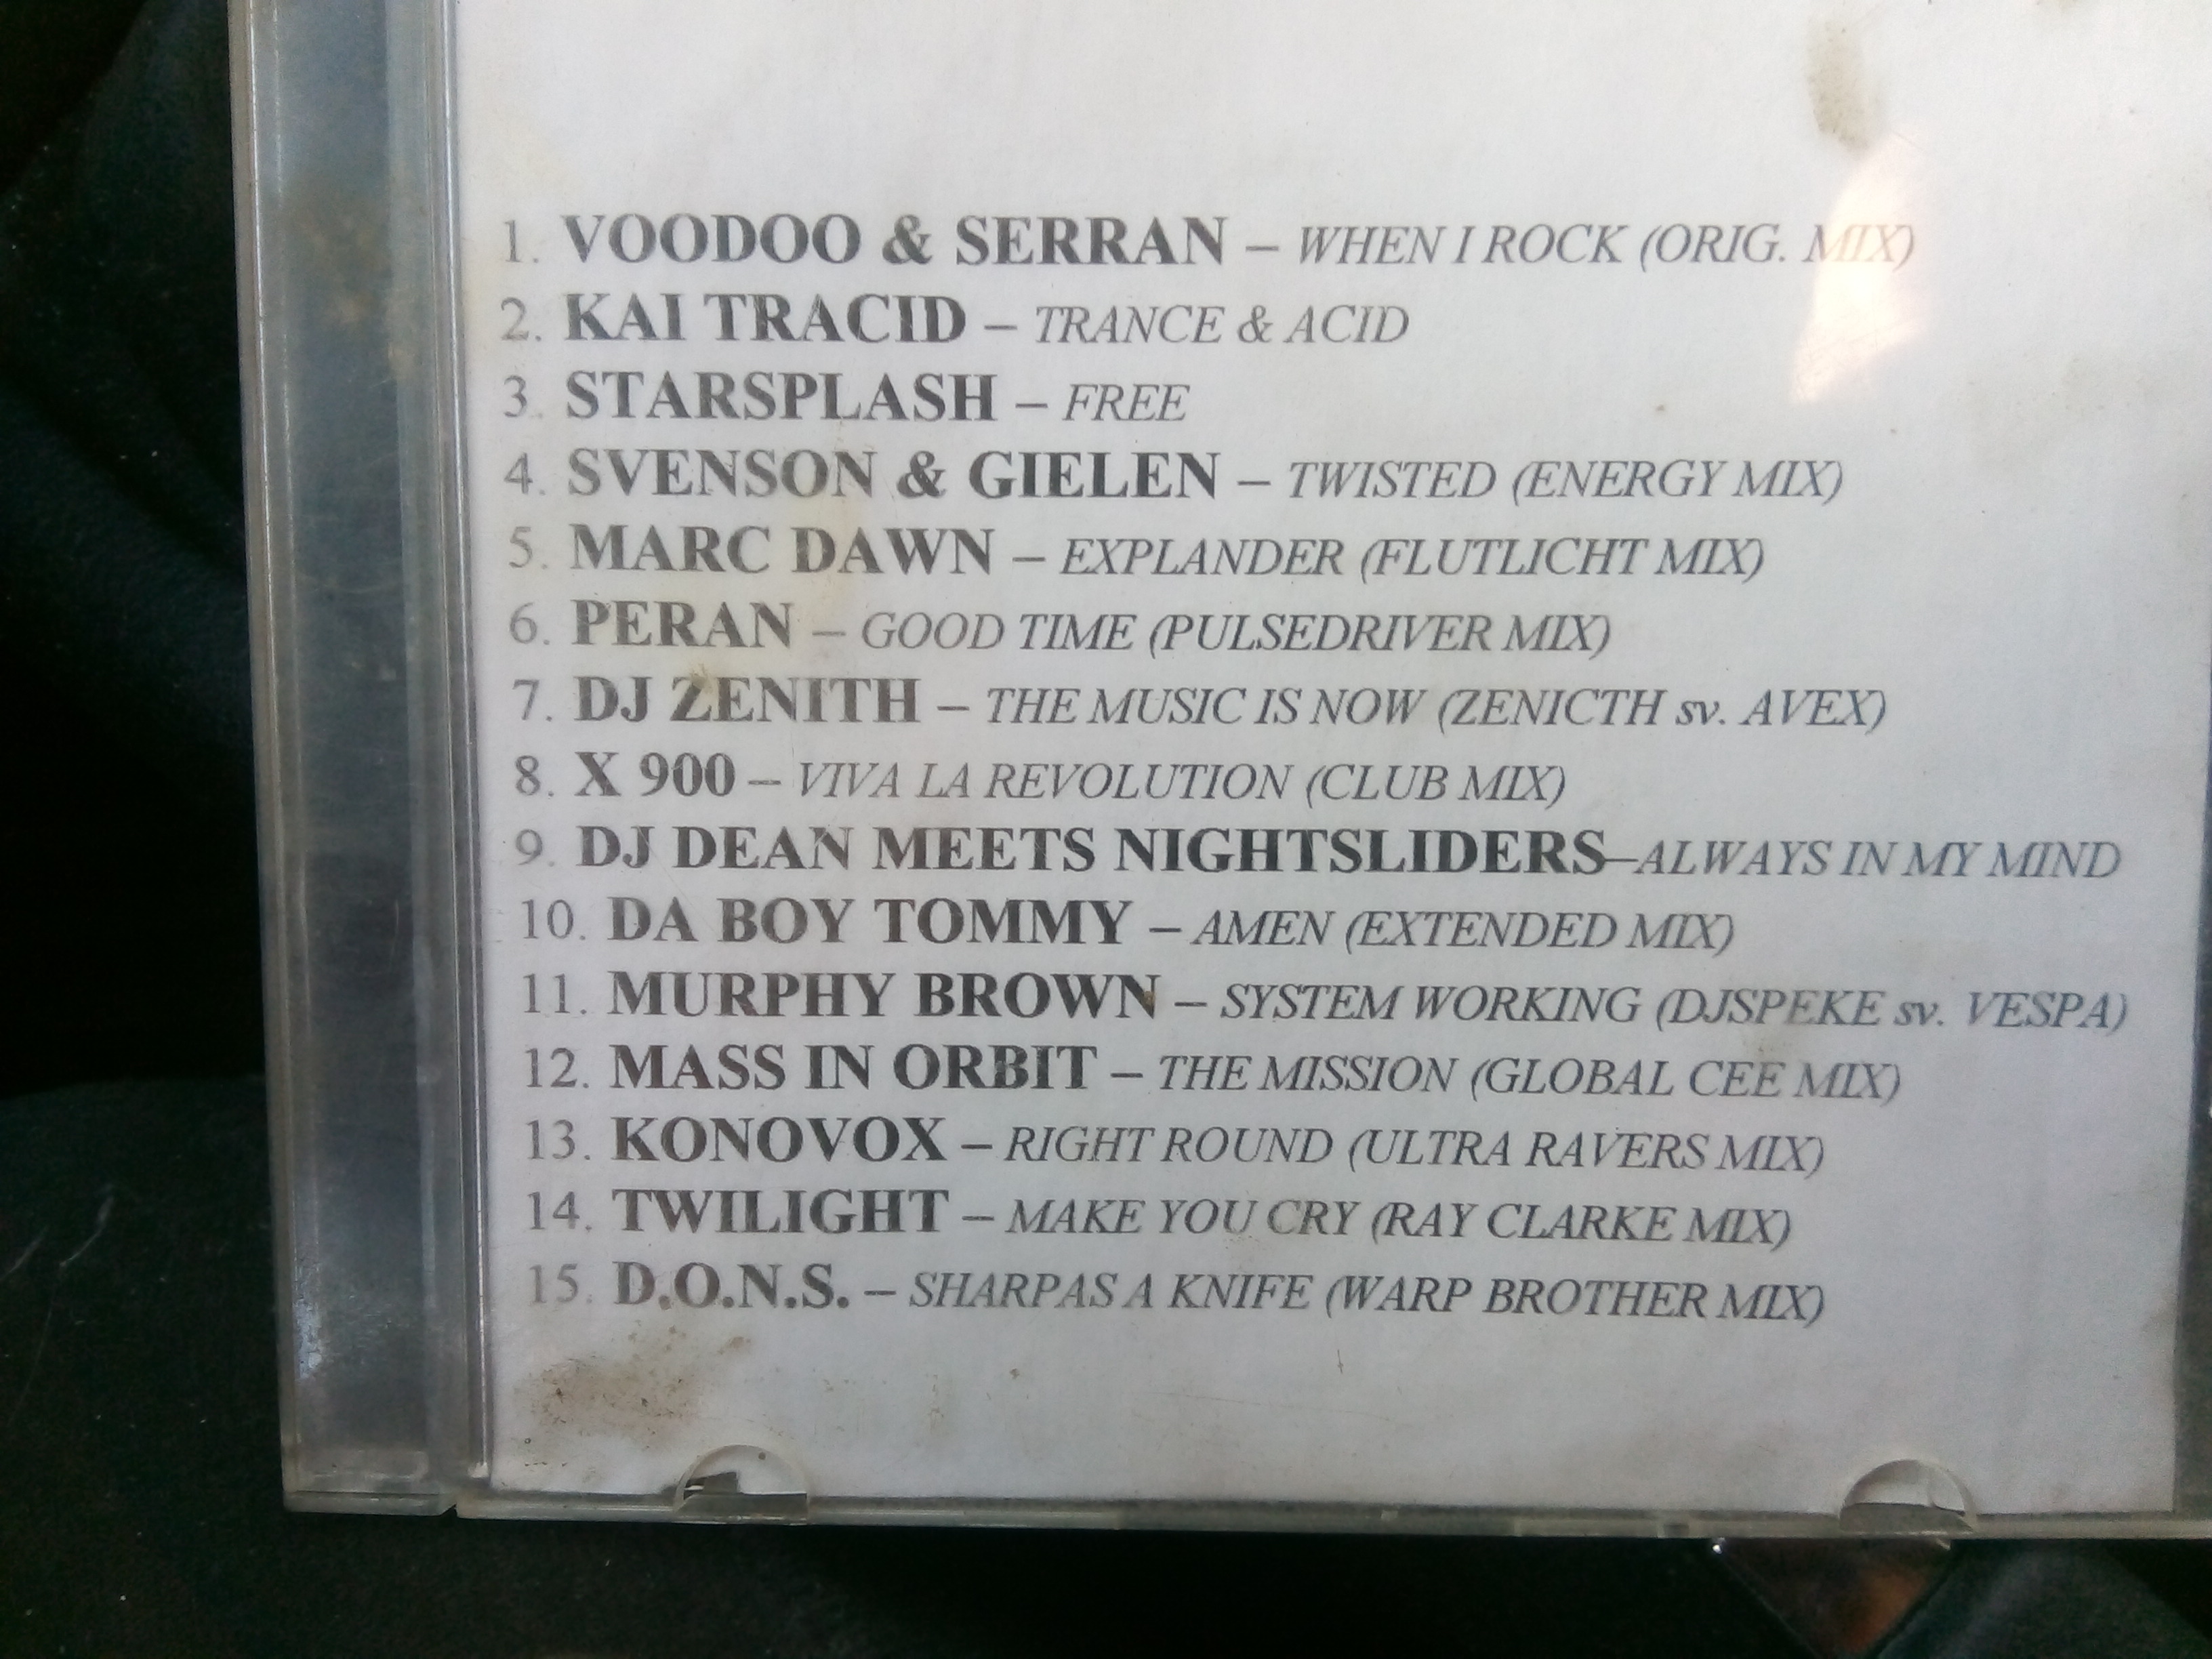 1. VOODOO & SERRAN – WHEN I ROCK (ORIG. MIX)
2. KAI TRACID – TRANCE & ACID
3. STARSPLASH – FREE
4. SVENSON & GIELEN – TWISTED (ENERGY MIX)
5. MARC DAWN – EXPLANDER (FLUTLICHT MIX)
6. PERAN – GOOD TIME (PULSEDRIVER MIX)
7. DJ ZENITH – THE MUSIC IS NOW (ZENICTH sv. AVEX)
8. X 900 – VIVA LA REVOLUTION (CLUB MIX)
9. DJ DEAN MEETS NIGHTSLIDERS–ALWAYS IN MY MIND
10. DA BOY TOMMY – AMEN (EXTENDED MIX)
11. MURPHY BROWN – SYSTEM WORKING (DJSPEKE sv. VESPA)
12. MASS IN ORBIT – THE MISSION (GLOBAL CEE MIX)
13. KONOVOX – RIGHT ROUND (ULTRA RAVERS MIX)
14. TWILIGHT – MAKE YOU CRY (RAY CLARKE MIX)
15. D.O.N.S. – SHARPAS A KNIFE (WARP BROTHER MIX)